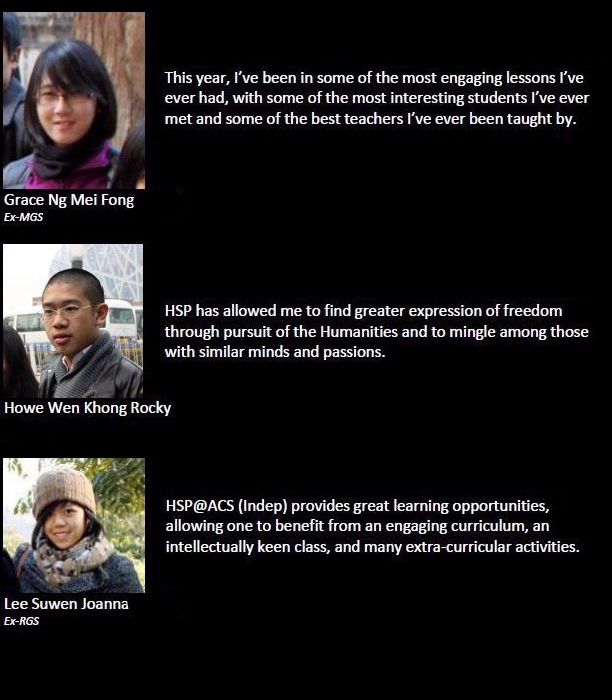 This year, I've been in some of the most engaging lessons I've
ever had, with some of the most interesting students I've ever
met and some of the best teachers I've ever been taught by.
Grace Ng Mei Fong
Ex-MGS
HSP has allowed me to find greater expression of freedom
through pursuit of the Humanities and to mingle among those
with similar minds and passions.
Howe Wen Khong Rocky
HSP@ACS (Indep) provides great learning opportunities,
allowing one to benefit from an engaging curriculum, an
intellectually keen class, and many extra-curricular activities.
Lee Suwen Joanna
Ex-RGS